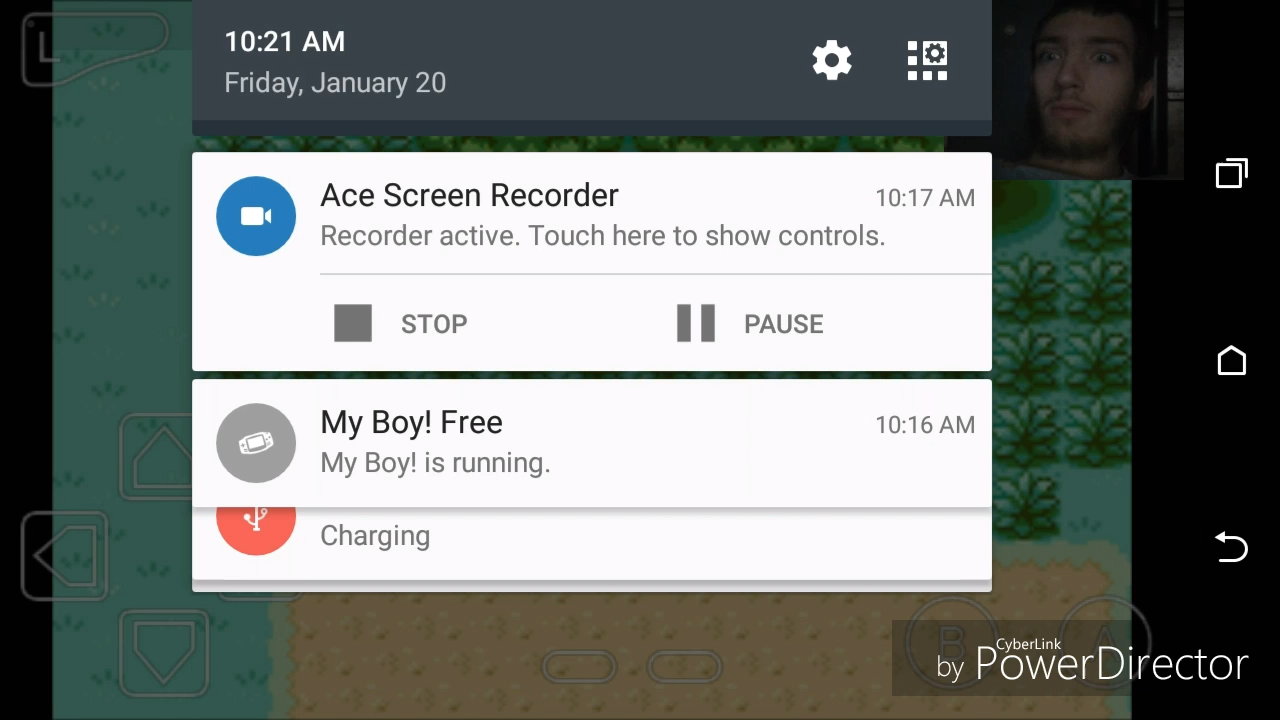 L
10:21 AM
Friday, January 20
Ace Screen Recorder
10:17 AM
Recorder active. Touch here to show controls.
STOP
PAUSE
My Boy! Free
10:16 AM
My Boy! is running.
Charging
B
A
CyberLink
by PowerDirector